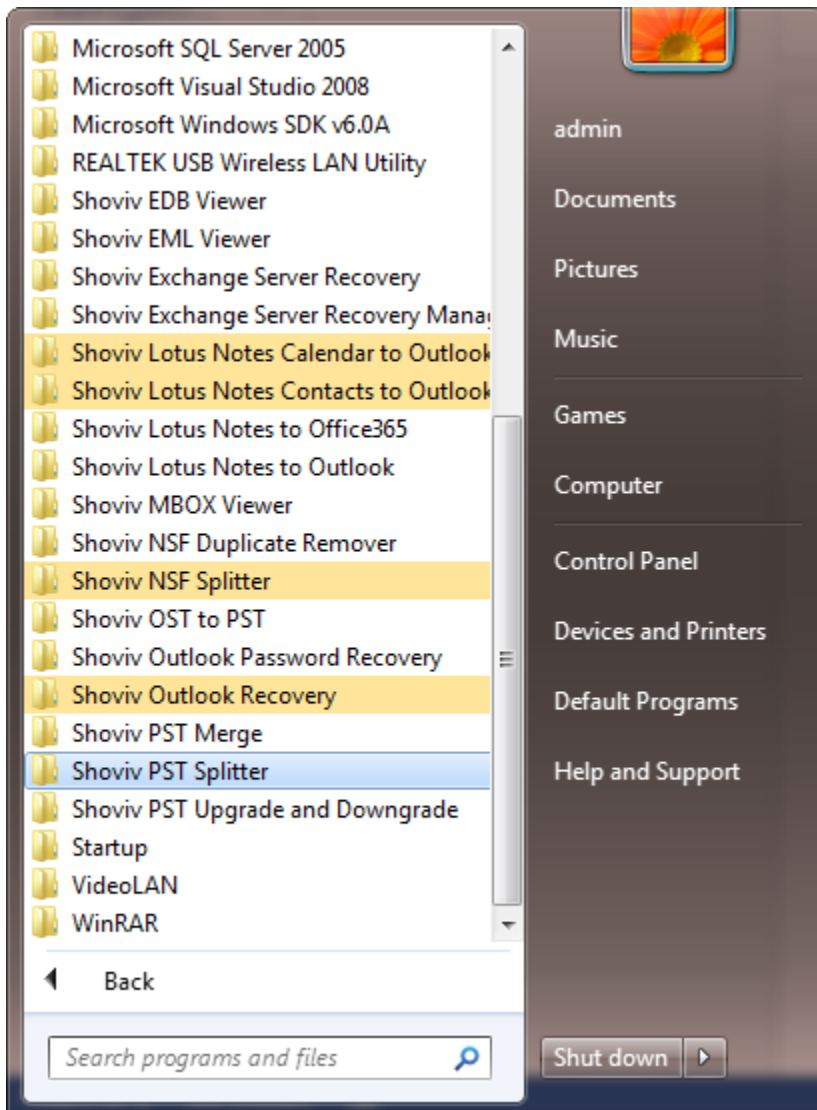 Microsoft SQL Server 2005
Microsoft Visual Studio 2008
Microsoft Windows SDK v6.0A
REALTEK USB Wireless LAN Utility
Shoviv EDB Viewer
Shoviv EML Viewer
Shoviv Exchange Server Recovery
Shoviv Exchange Server Recovery Mana
Shoviv Lotus Notes Calendar to Outlook
Shoviv Lotus Notes Contacts to Outlook
Shoviv Lotus Notes to Office365
Shoviv Lotus Notes to Outlook
Shoviv MBOX Viewer
Shoviv NSF Duplicate Remover
Shoviv NSF Splitter
Shoviv OST to PST
Shoviv Outlook Password Recovery
Shoviv Outlook Recovery
Shoviv PST Merge
Shoviv PST Splitter
Shoviv PST Upgrade and Downgrade
Startup
VideoLAN
WinRAR
Back
Search programs and files
admin
Documents
Pictures
Music
Games
Computer
Control Panel
Devices and Printers
Default Programs
Help and Support
Shut down